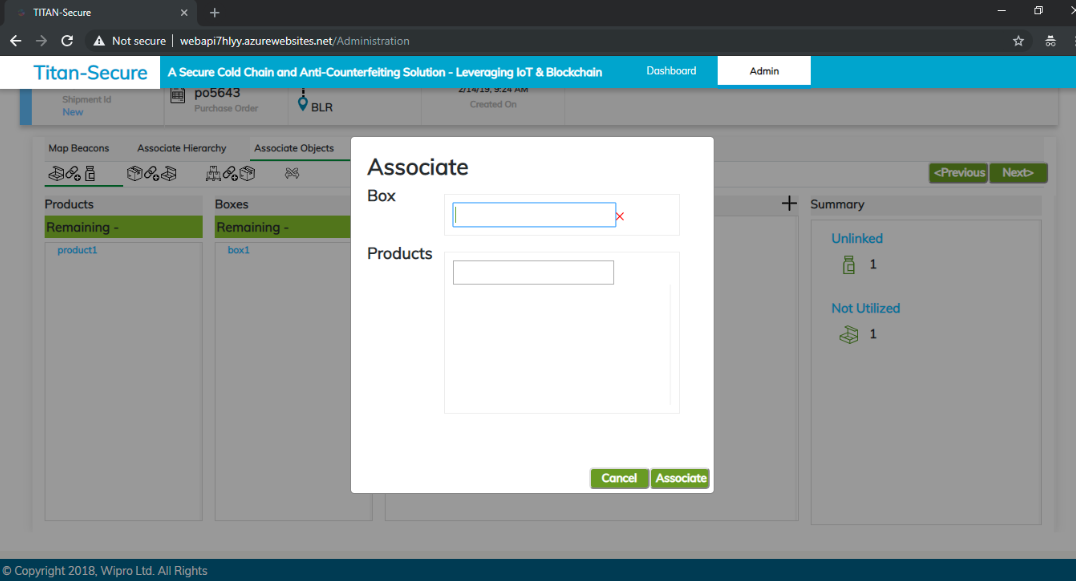 TITAN-Secure
Not secure | webapi7hlyy.azurewebsites.net/Administration
Titan-Secure
A Secure Cold Chain and Anti-Counterfeiting Solution - Leveraging IoT & Blockchain
Dashboard
Admin
Shipment Id
New
po5643
Purchase Order
BLR
2/14/19, 9:24 AM
Created On
Map Beacons
Associate Hierarchy
Associate Objects
<Previous
Next>
Products
Remaining -
product1
Boxes
Remaining -
box1
Associate
Box
Products
Cancel
Associate
Summary
Unlinked
1
Not Utilized
1
© Copyright 2018, Wipro Ltd. All Rights